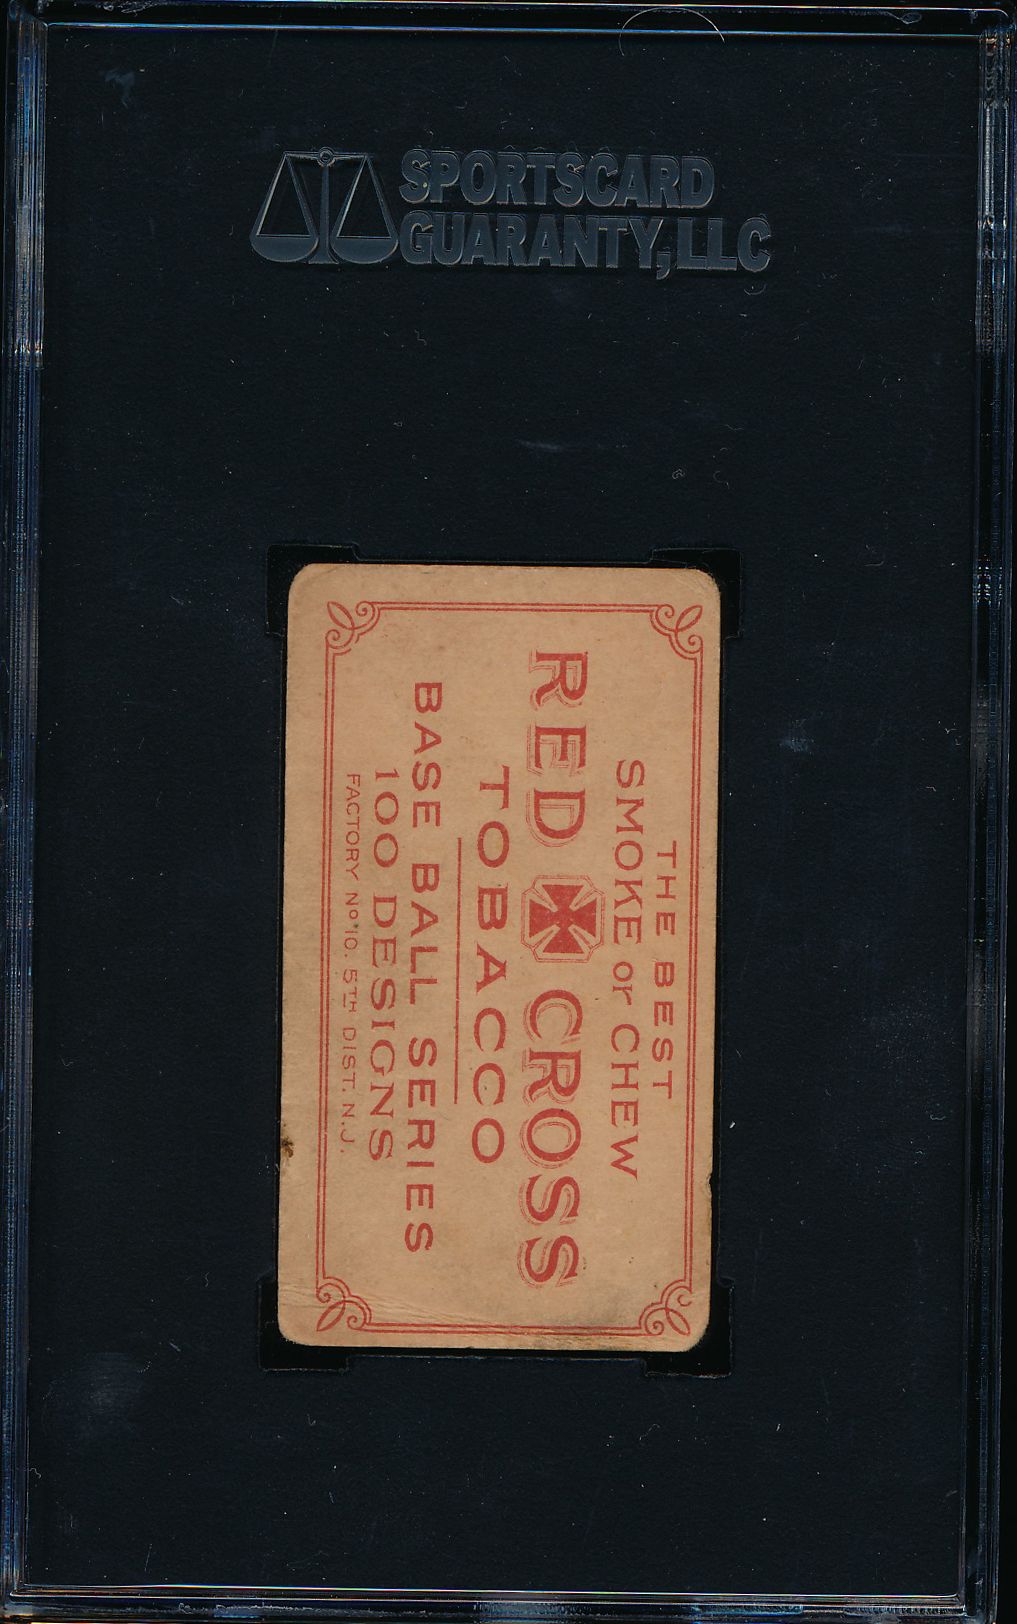 SPORTSCARD
GUARANTY, LLC
THE BEST
SMOKE or CHEW
RED CROSS
TOBACCO
BASE BALL SERIES
100 DESIGNS
FACTORY No 10. 5TH DIST. N.J.